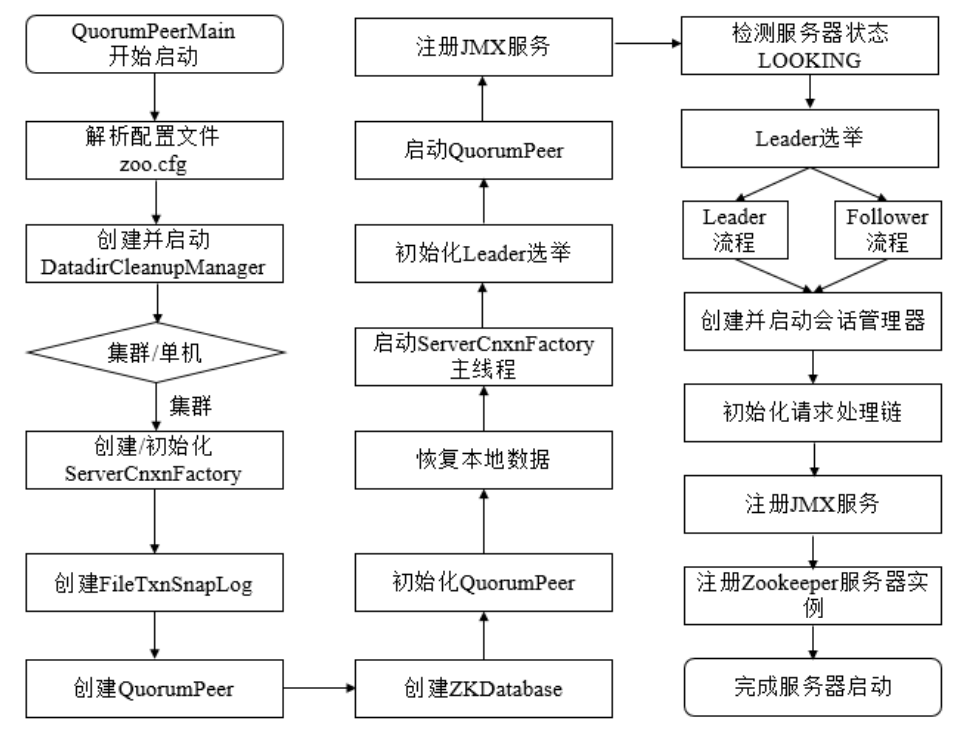 QuorumPeerMain
开始启动
解析配置文件
zoo.cfg
创建并启动
DatadirCleanupManager
集群/单机
集群
创建/初始化
ServerCnxnFactory
创建FileTxnSnapLog
创建QuorumPeer
创建ZKDatabase
初始化QuorumPeer
恢复本地数据
启动ServerCnxnFactory
主线程
初始化Leader选举
启动QuorumPeer
注册JMX服务
检测服务器状态
LOOKING
Leader选举
Leader
流程
Follower
流程
创建并启动会话管理器
初始化请求处理链
注册JMX服务
注册Zookeeper服务器实
例
完成服务器启动